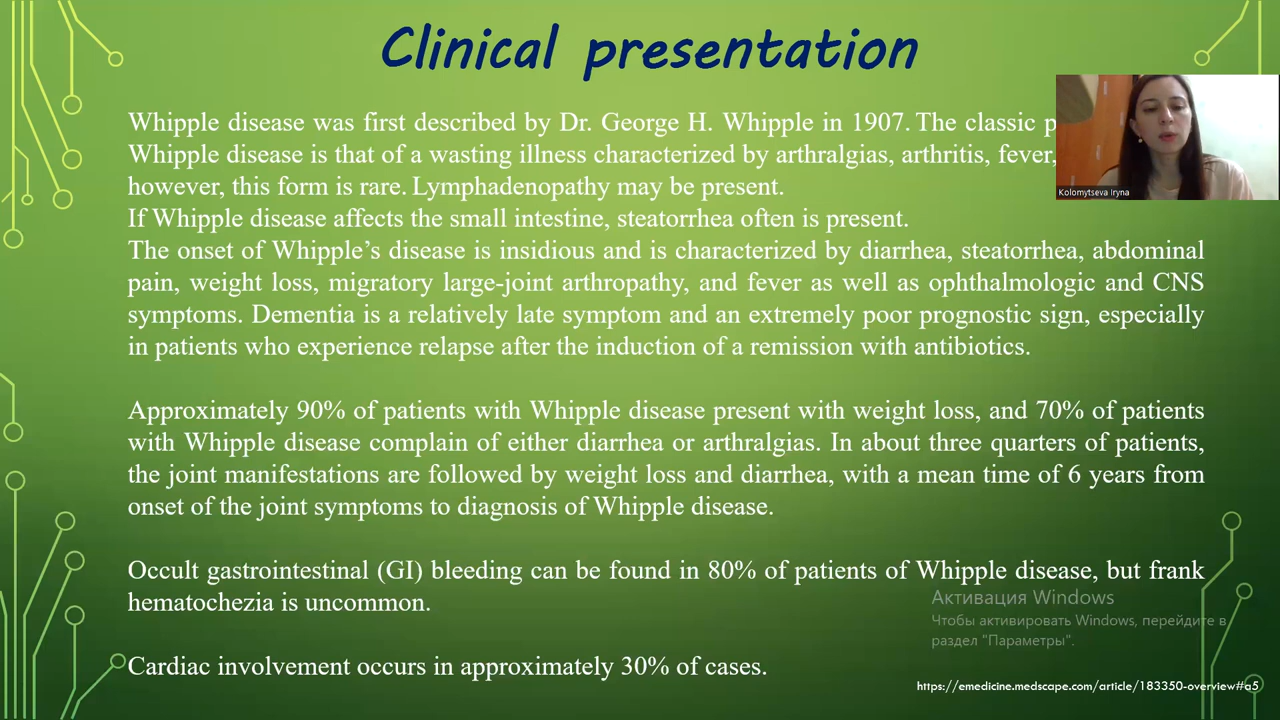 Clinical presentation
Whipple disease was first described by Dr. George H. Whipple in 1907. The classic p
Whipple disease is that of a wasting illness characterized by arthralgias, arthritis, fever,
however, this form is rare. Lymphadenopathy may be present.
If Whipple disease affects the small intestine, steatorrhea often is present.
The onset of Whipple’s disease is insidious and is characterized by diarrhea, steatorrhea, abdominal
pain, weight loss, migratory large-joint arthropathy, and fever as well as ophthalmologic and CNS
symptoms. Dementia is a relatively late symptom and an extremely poor prognostic sign, especially
in patients who experience relapse after the induction of a remission with antibiotics.
Approximately 90% of patients with Whipple disease present with weight loss, and 70% of patients
with Whipple disease complain of either diarrhea or arthralgias. In about three quarters of patients,
the joint manifestations are followed by weight loss and diarrhea, with a mean time of 6 years from
onset of the joint symptoms to diagnosis of Whipple disease.
Occult gastrointestinal (GI) bleeding can be found in 80% of patients of Whipple disease, but frank
hematochezia is uncommon.
Cardiac involvement occurs in approximately 30% of cases.
Kolomytseva Iryna
Активация Windows
Чтобы активировать Windows, перейдите в
раздел "Параметры".
https://emedicine.medscape.com/article/183350-overview#a5